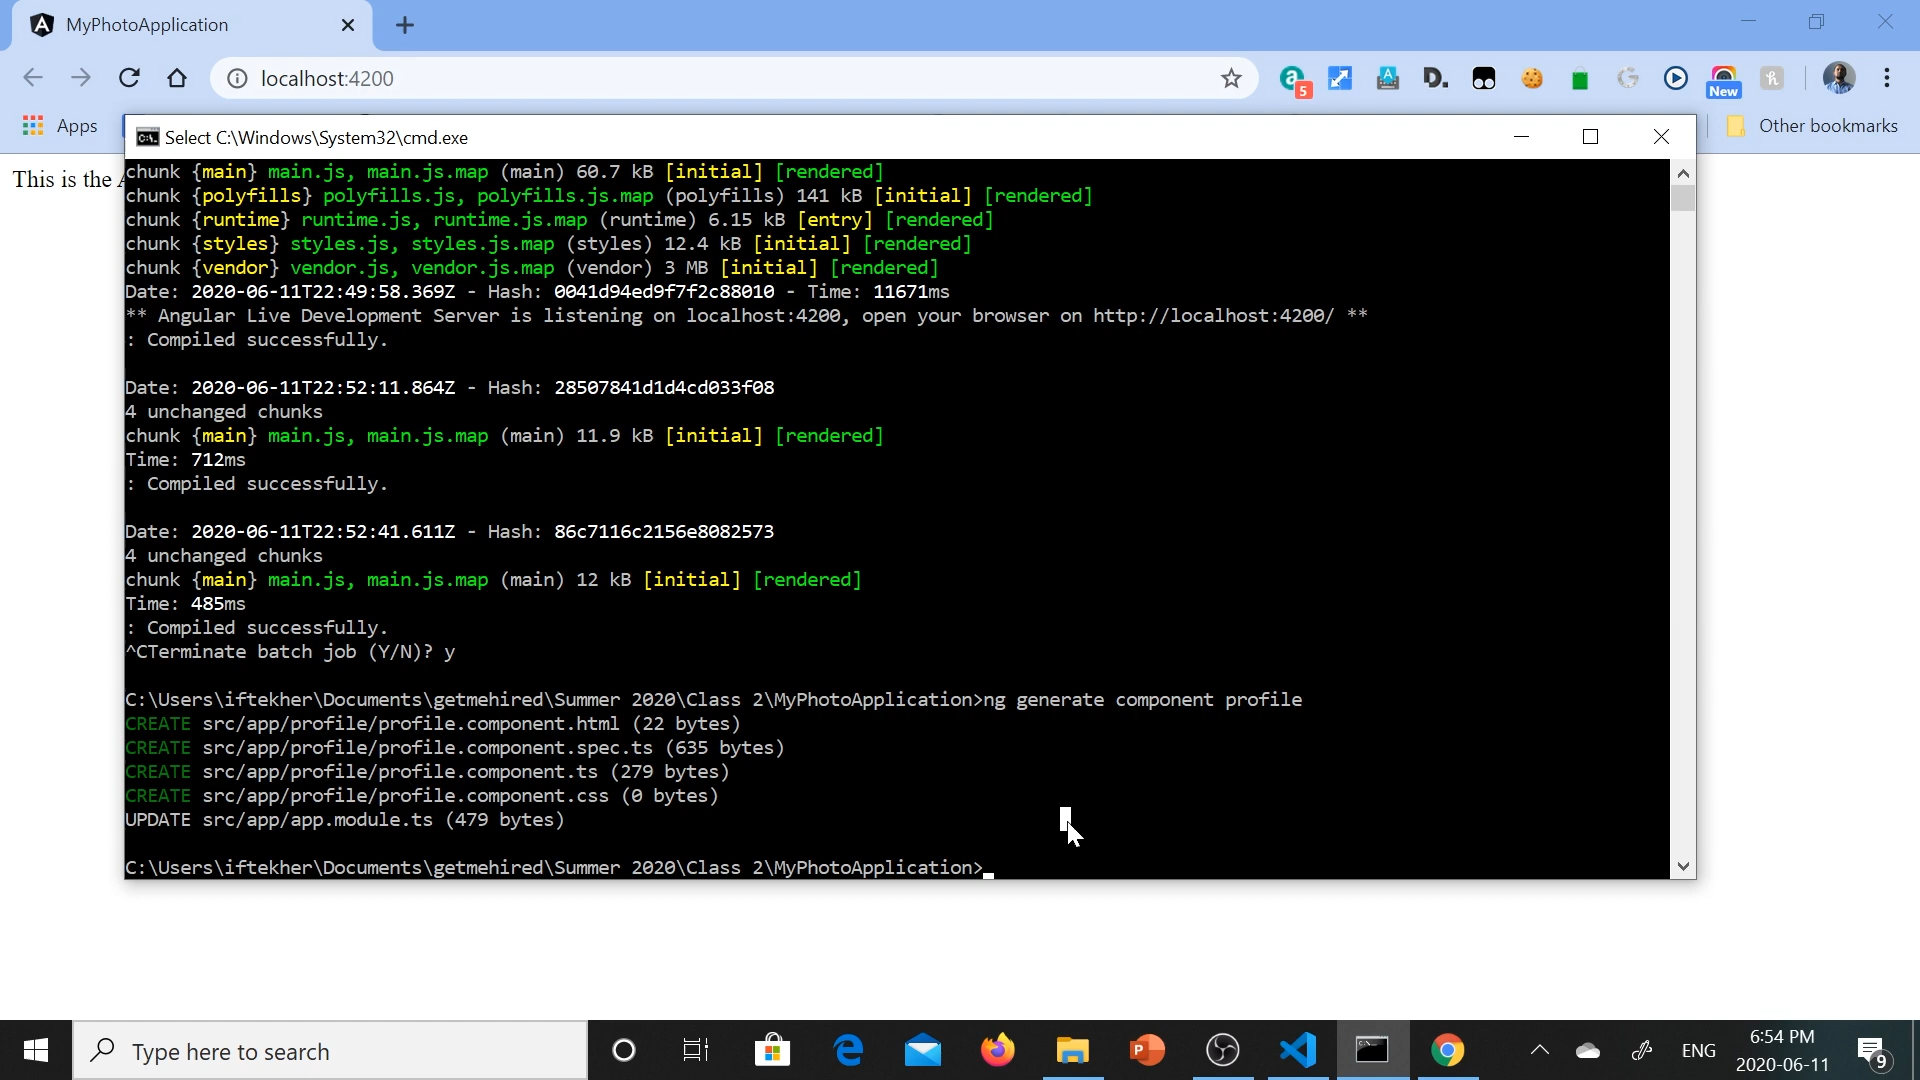 MyPhotoApplication
localhost:4200
5
New
Apps
Other bookmarks
This is the
Select C:\Windows\System32\cmd.exe
chunk {main} main.js, main.js.map (main) 60.7 kB [initial] [rendered]
chunk {polyfills} polyfills.js, polyfills.js.map (polyfills) 141 kB [initial] [rendered]
chunk {runtime} runtime.js, runtime.js.map (runtime) 6.15 kB [entry] [rendered]
chunk {styles} styles.js, styles.js.map (styles) 12.4 kB [initial] [rendered]
chunk {vendor} vendor.js, vendor.js.map (vendor) 3 MB [initial] [rendered]
Date: 2020-06-11T22:49:58.369Z - Hash: 0041d94ed9f7f2c88010 - Time: 11671ms
** Angular Live Development Server is listening on localhost:4200, open your browser on http://localhost:4200/ **
: Compiled successfully.
Date: 2020-06-11T22:52:11.864Z - Hash: 28507841d1d4cd033f08
4 unchanged chunks
chunk {main} main.js, main.js.map (main) 11.9 kB [initial] [rendered]
Time: 712ms
: Compiled successfully.
Date: 2020-06-11T22:52:41.611Z - Hash: 86c7116c2156e8082573
4 unchanged chunks
chunk {main} main.js, main.js.map (main) 12 kB [initial] [rendered]
Time: 485ms
: Compiled successfully.
^CTerminate batch job (Y/N)? y
C:\Users\iftekher\Documents\getmehired\Summer 2020\Class 2\MyPhotoApplication>ng generate component profile
CREATE src/app/profile/profile.component.html (22 bytes)
CREATE src/app/profile/profile.component.spec.ts (635 bytes)
CREATE src/app/profile/profile.component.ts (279 bytes)
CREATE src/app/profile/profile.component.css (0 bytes)
UPDATE src/app/app.module.ts (479 bytes)
C:\Users\iftekher\Documents\getmehired\Summer 2020\Class 2\MyPhotoApplication>
Type here to search
ENG
6:54 PM
2020-06-11
9